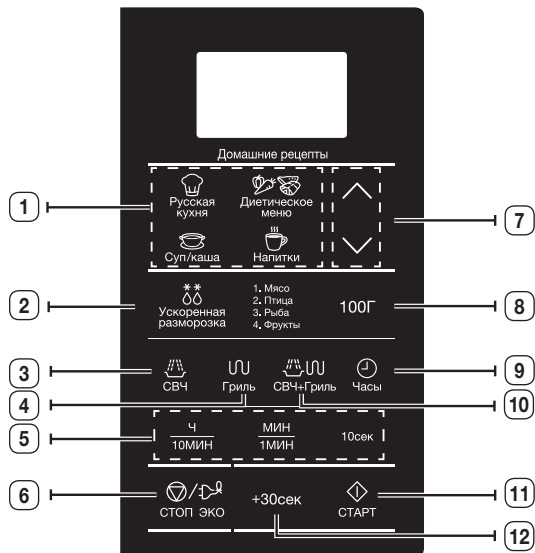 Домашние рецепты
1
Русская
кухня
Диетическое
меню
7
Суп/каша
Напитки
2
Ускоренная
разморозка
1. Мясо
2. Птица
3. Рыба
4. Фрукты
100Г
8
3
СВЧ
Гриль
СВЧ+Гриль
Часы
9
4
10
5
Ч
10МИН
МИН
1МИН
10сек
6
СТОП ЭКО
+30сек
СТАРТ
11
12